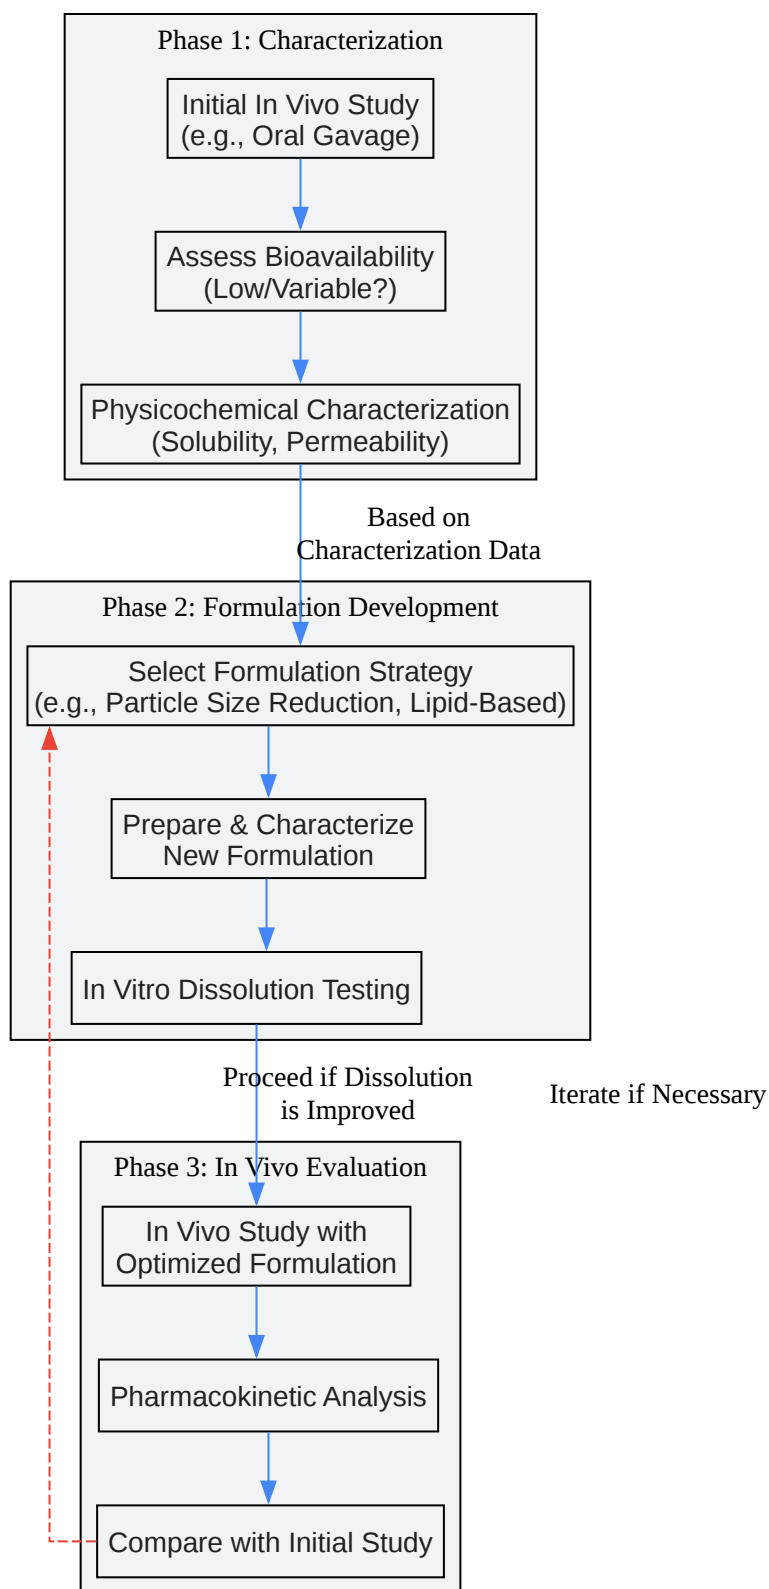 Phase 1: Characterization
Initial In Vivo Study
(e.g., Oral Gavage)
Assess Bioavailability
(Low/Variable?)
Physicochemical Characterization
(Solubility, Permeability)
Based on
Characterization Data
Phase 2: Formulation Development
Select Formulation Strategy
(e.g., Particle Size Reduction, Lipid-Based)
Prepare & Characterize
New Formulation
In Vitro Dissolution Testing
Proceed if Dissolution
is Improved
Iterate if Necessary
Phase 3: In Vivo Evaluation
In Vivo Study with
Optimized Formulation
Pharmacokinetic Analysis
Compare with Initial Study